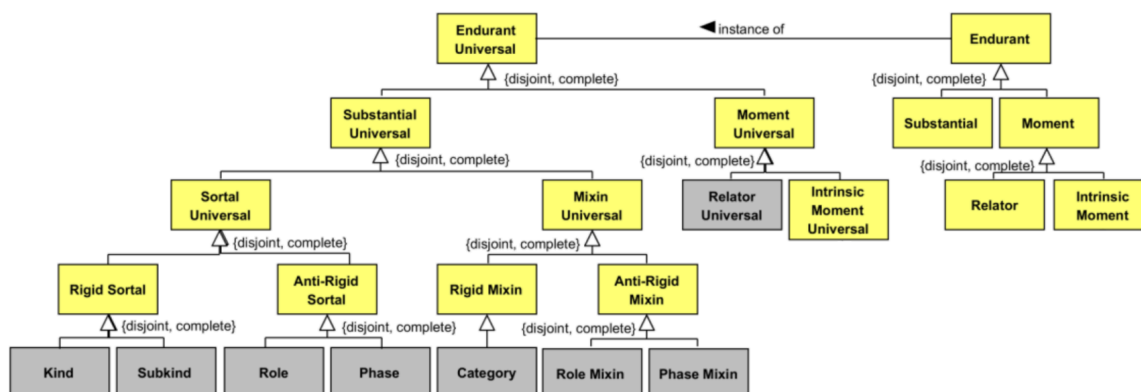 Endurant
Universal
instance of
Endurant
{disjoint, complete}
{disjoint, complete}
Substantial
Universal
Moment
Universal
Substantial
Moment
{disjoint, complete}
{disjoint, complete}
{disjoint, complete}
Sortal
Universal
Mixin
Universal
Relator
Universal
Intrinsic
Moment
Universal
Relator
Intrinsic
Moment
{disjoint, complete}
{disjoint, complete}
Rigid Sortal
Anti-Rigid
Sortal
Rigid Mixin
Anti-Rigid
Mixin
{disjoint, complete}
{disjoint, complete}
{disjoint, complete}
Kind
Subkind
Role
Phase
Category
Role Mixin
Phase Mixin